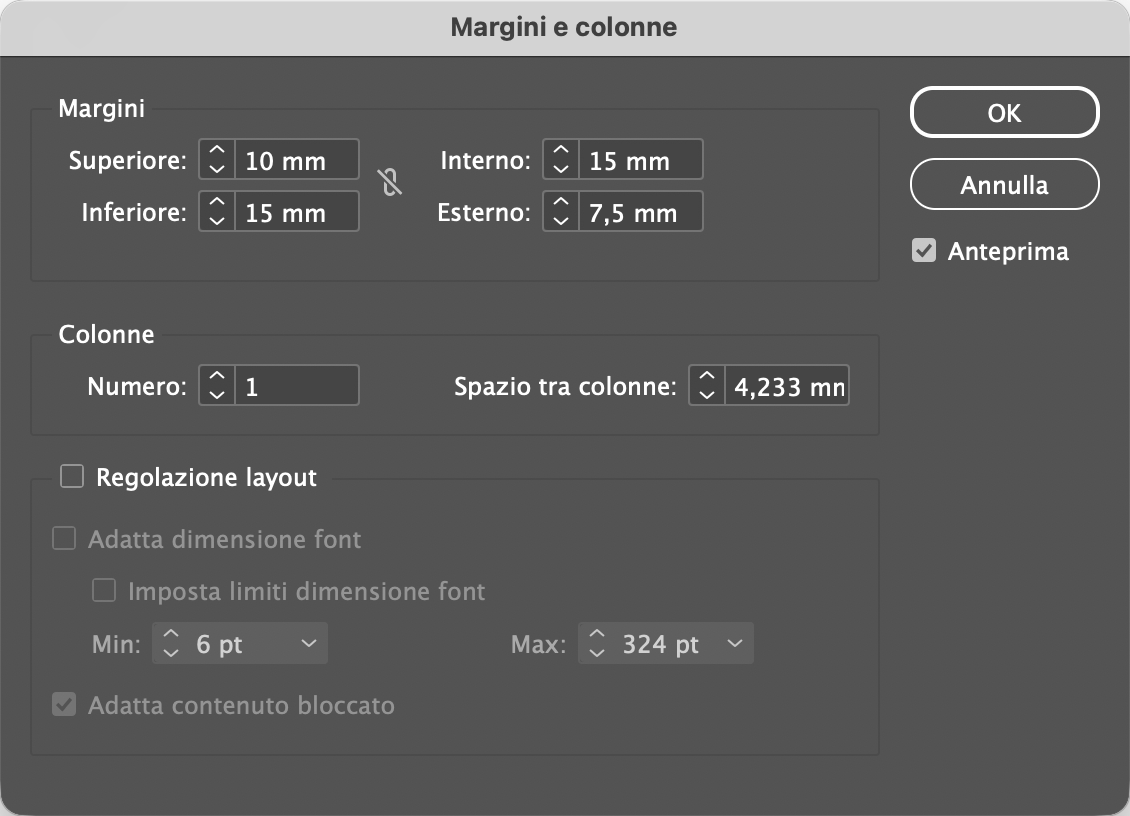 Margini e colonne
Margini
OK
Superiore: 10 mm
Interno: 15 mm
Annulla
Inferiore: 15 mm
Esterno: 7,5 mm
Anteprima
Colonne
Numero: 1
Spazio tra colonne: 4,233 mn
Regolazione layout
Adatta dimensione font
Imposta limiti dimensione font
Min: 6 pt
Max: 324 pt
Adatta contenuto bloccato